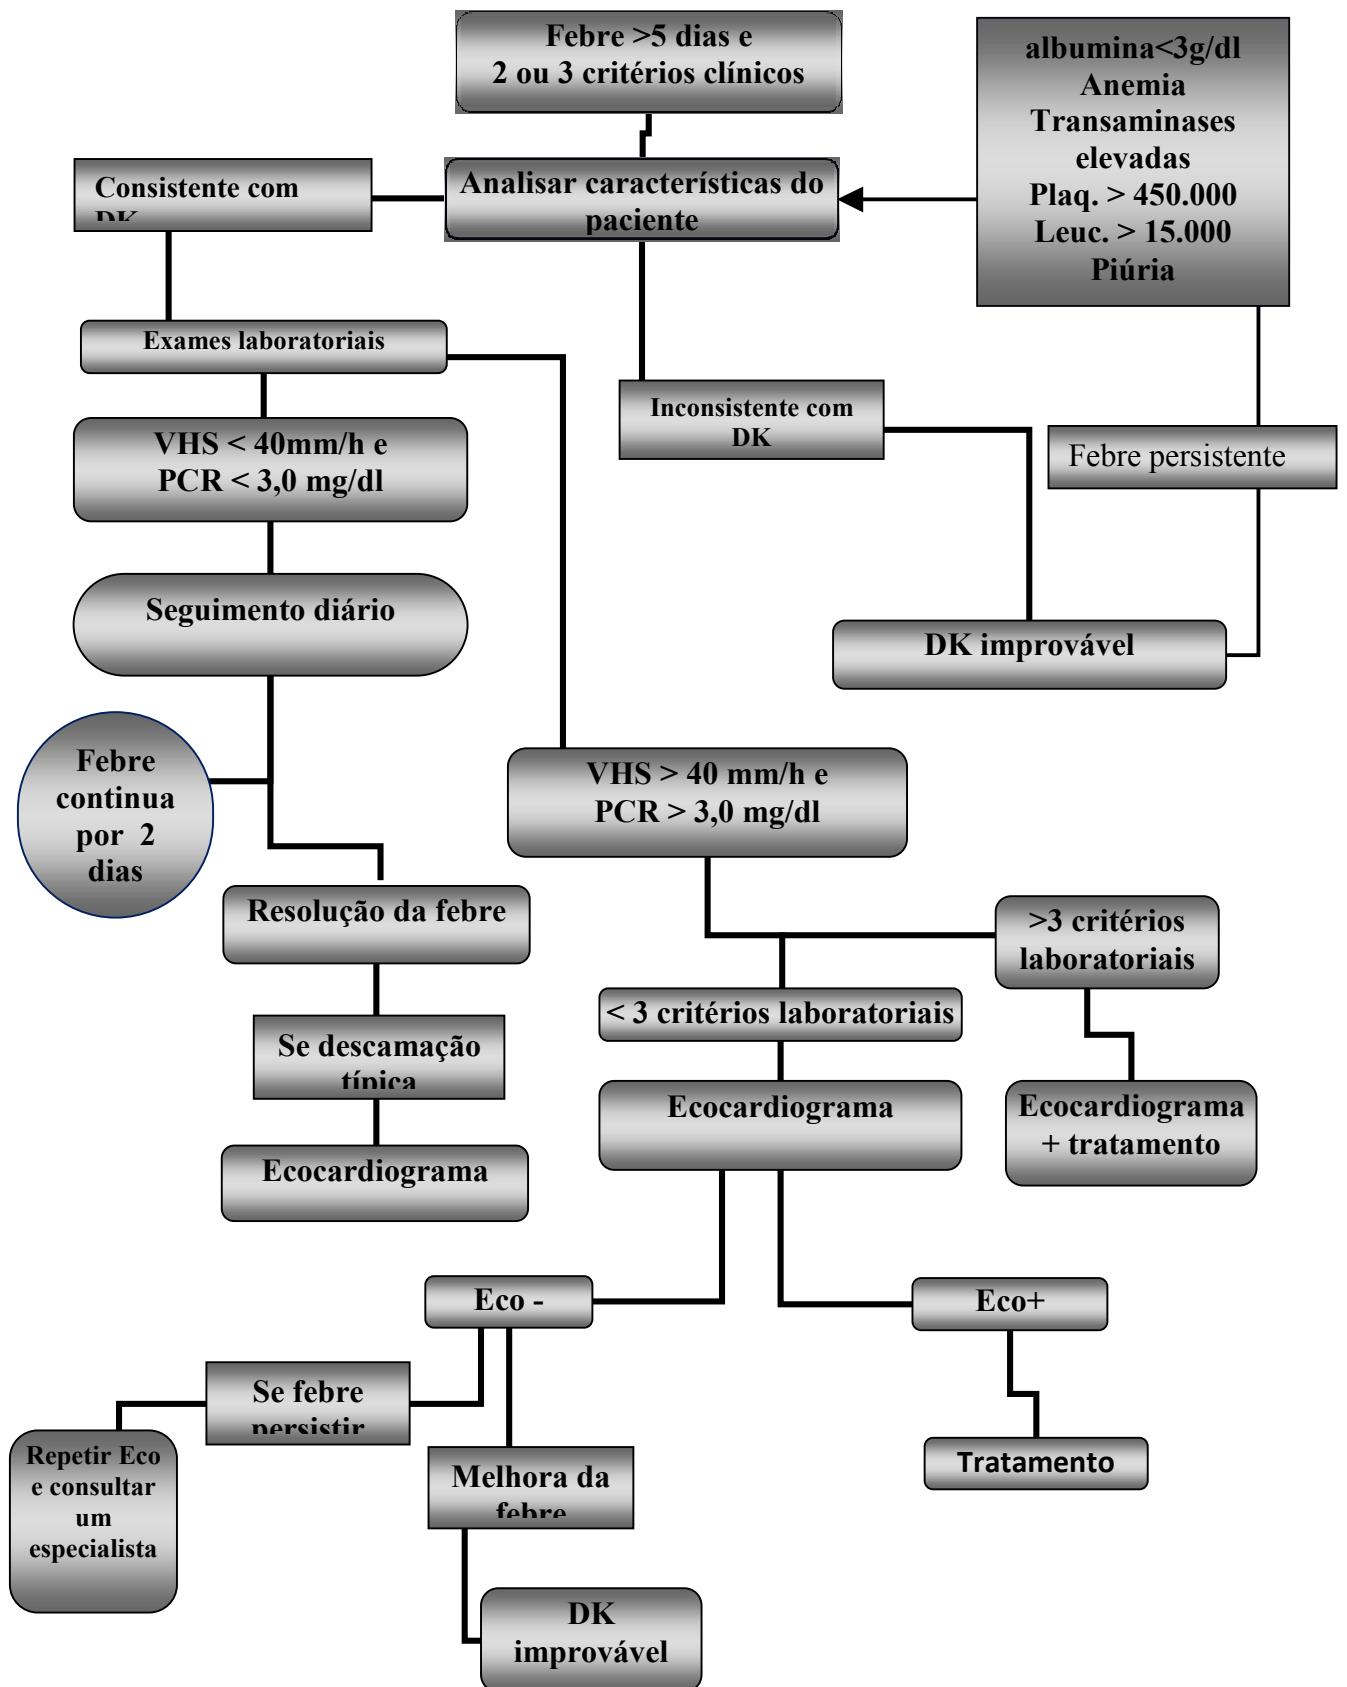 Febre >5 dias e
2 ou 3 critérios clínicos
albumina<3g/dl
Anemia
Transaminases
elevadas
Plaq. > 450.000
Leuc. > 15.000
Piúria
Consistente com
DK
Analisar características do
paciente
Exames laboratoriais
Inconsistente com
DK
Febre persistente
VHS < 40mm/h e
PCR < 3,0 mg/dl
Seguimento diário
DK improvável
Febre
continua
por 2
dias
VHS > 40 mm/h e
PCR > 3,0 mg/dl
Resolução da febre
>3 critérios
laboratoriais
< 3 critérios laboratoriais
Se descamação
típica
Ecocardiograma
Ecocardiograma
+ tratamento
Ecocardiograma
Eco -
Eco+
Se febre
persistir
Repetir Eco
e consultar
um
especialista
Melhora da
febre
Tratamento
DK
improvável